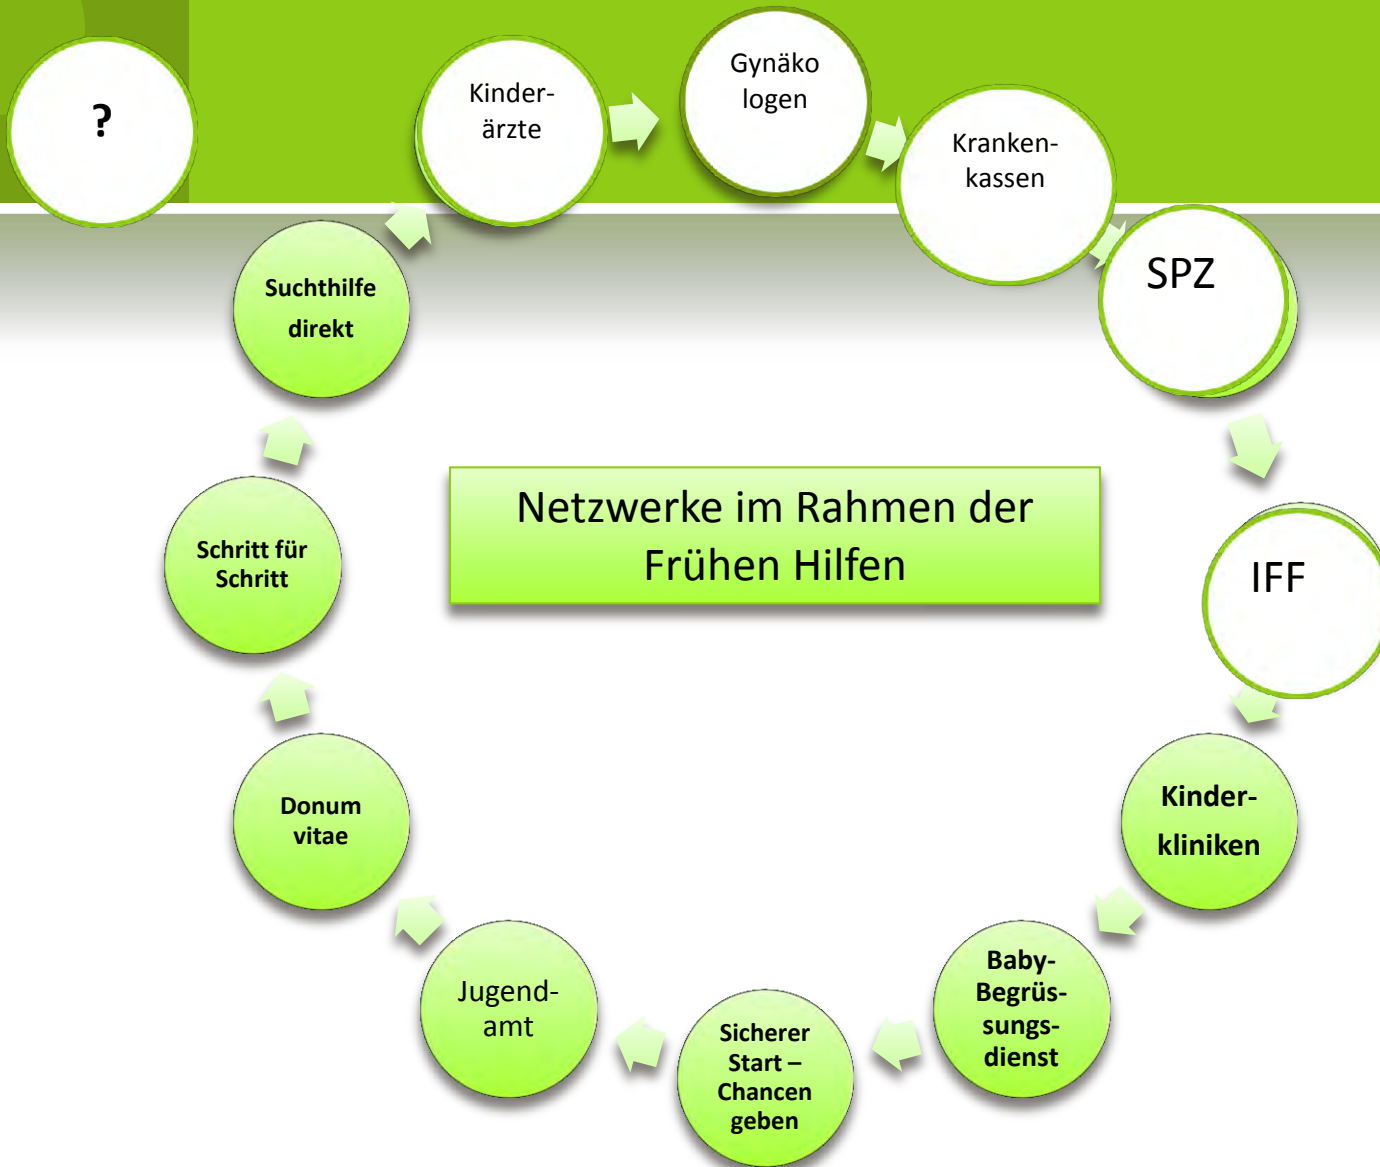 ?
Kinder-
ärzte
Gynäko
logen
Kranken-
kassen
SPZ
IFF
Kinder-
kliniken
Baby-
Begrüs-
sungs-
dienst
Sicherer
Start –
Chancen
geben
Jugend-
amt
Donum
vitae
Schritt für
Schritt
Suchthilfe
direkt
Netzwerke im Rahmen der
Frühen Hilfen